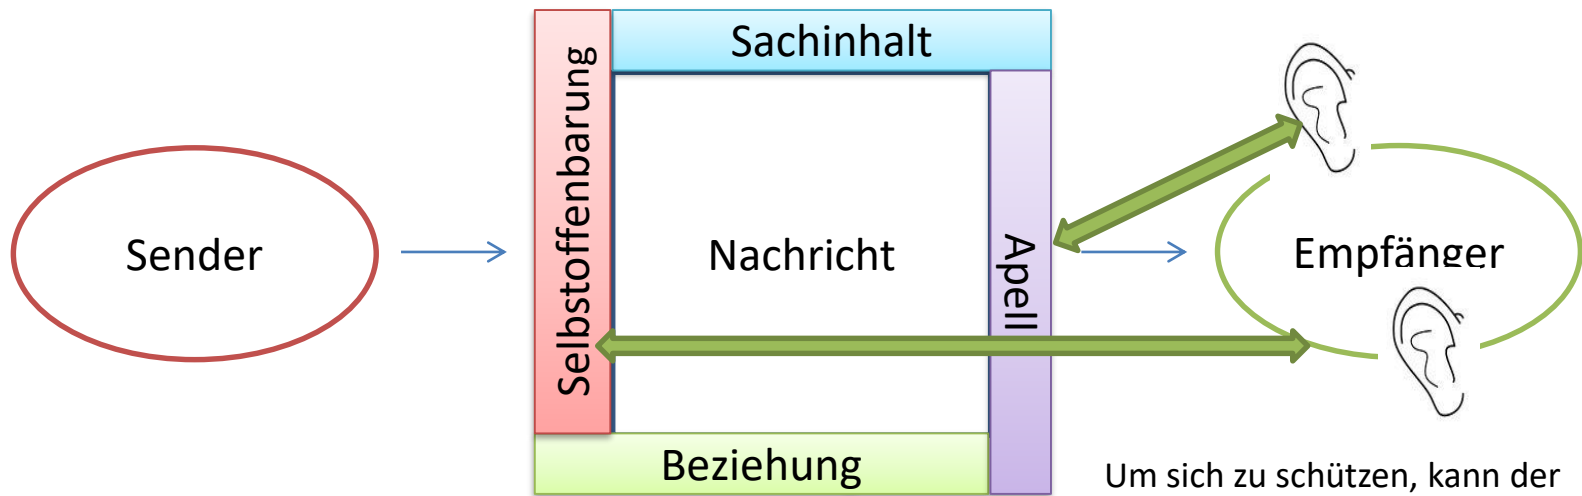 Sachinhalt
Selbstoffenbarung
Sender
Nachricht
Apell
Empfänger
Beziehung
Um sich zu schützen, kann der